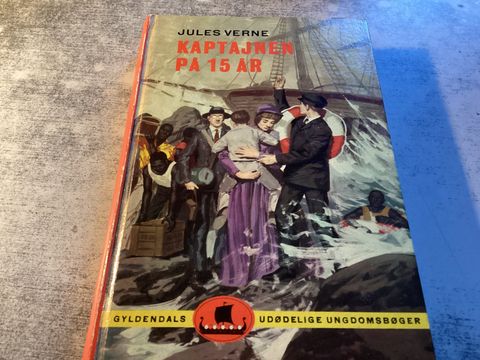 JULES VERNE
KAPTAJNEN
PÅ 15 ÅR
GYLDENDALS UDØDELIGE UNGDOMSBØGER